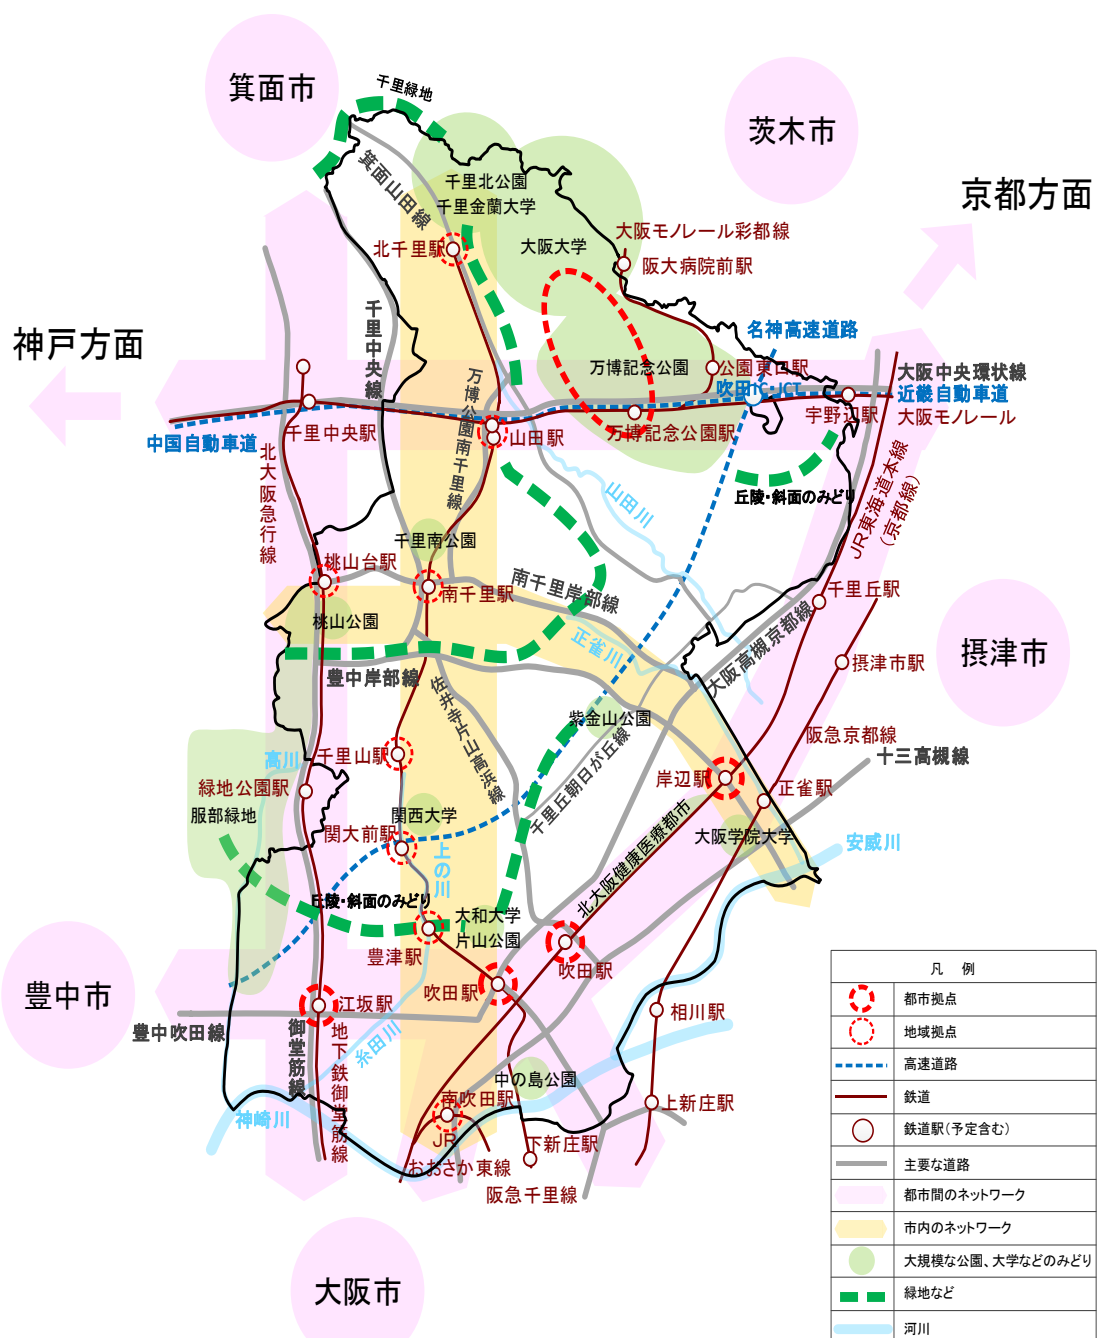 箕面市
千里緑地
茨木市
京都方面
箕面山田線
千里北公園
千里金蘭大学
大阪大学
大阪モノレール彩都線
北千里駅
阪大病院前駅
神戸方面
千里中央線
名神高速道路
万博記念公園
公園東口駅
大阪中央環状線
吹田IC・JCT
近畿自動車道
万博公園南千里線
宇野辺駅
大阪モノレール
千里中央駅
山田駅
万博記念公園駅
中国自動車道
北大阪急行線
丘陵・斜面のみどり
山田川
JR東海道本線
(京都線)
千里南公園
桃山台駅
南千里駅
南千里岸部線
千里丘駅
桃山公園
正雀川
大阪高槻京都線
摂津市駅
摂津市
豊中岸部線
佐井寺片山高浜線
紫金山公園
阪急京都線
高川
千里山駅
千里丘朝日が丘線
岸辺駅
十三高槻線
緑地公園駅
正雀駅
服部緑地
関西大学
関大前駅
北大阪健康医療都市
大阪学院大学
上の川
安威川
丘陵・斜面のみどり
大和大学
片山公園
豊津駅
吹田駅
吹田駅
豊中市
江坂駅
相川駅
豊中吹田線
御堂筋線
地下鉄御堂筋線
糸田川
中の島公園
南吹田駅
上新庄駅
神崎川
JR
おおさか東線
下新庄駅
阪急千里線
大阪市
凡　例
都市拠点
地域拠点
高速道路
鉄道
鉄道駅(予定含む)
主要な道路
都市間のネットワーク
市内のネットワーク
大規模な公園、大学などのみどり
緑地など
河川